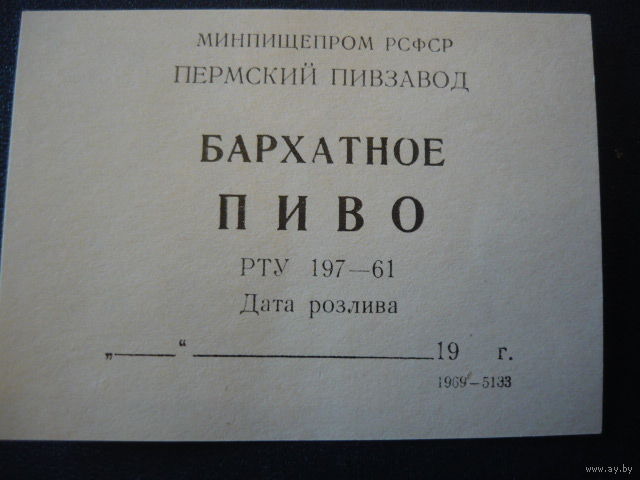 МИНПИЩЕПРОМ РСФСР
ПЕРМСКИЙ ПИВЗАВОД
БАРХАТНОЕ
ПИВО
РТУ 197—61
Дата розлива
„———“ ——————————19 г.
1969—5133
www.ay.by